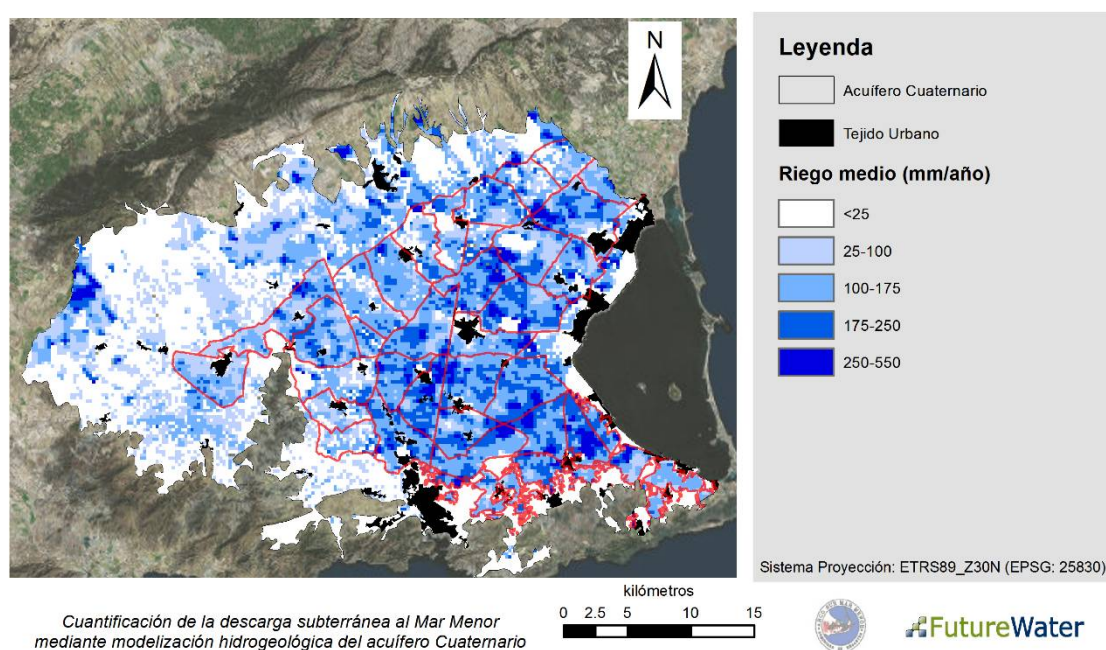 N
Leyenda
Acuífero Cuaternario
Tejido Urbano
Riego medio (mm/año)
<25
25-100
100-175
175-250
250-550
Sistema Proyección: ETRS89_Z30N (EPSG: 25830)
Cuantificación de la descarga subterránea al Mar Menor
mediante modelización hidrogeológica del acuífero Cuaternario
kilómetros
0 2.5 5 10 15
FutureWater